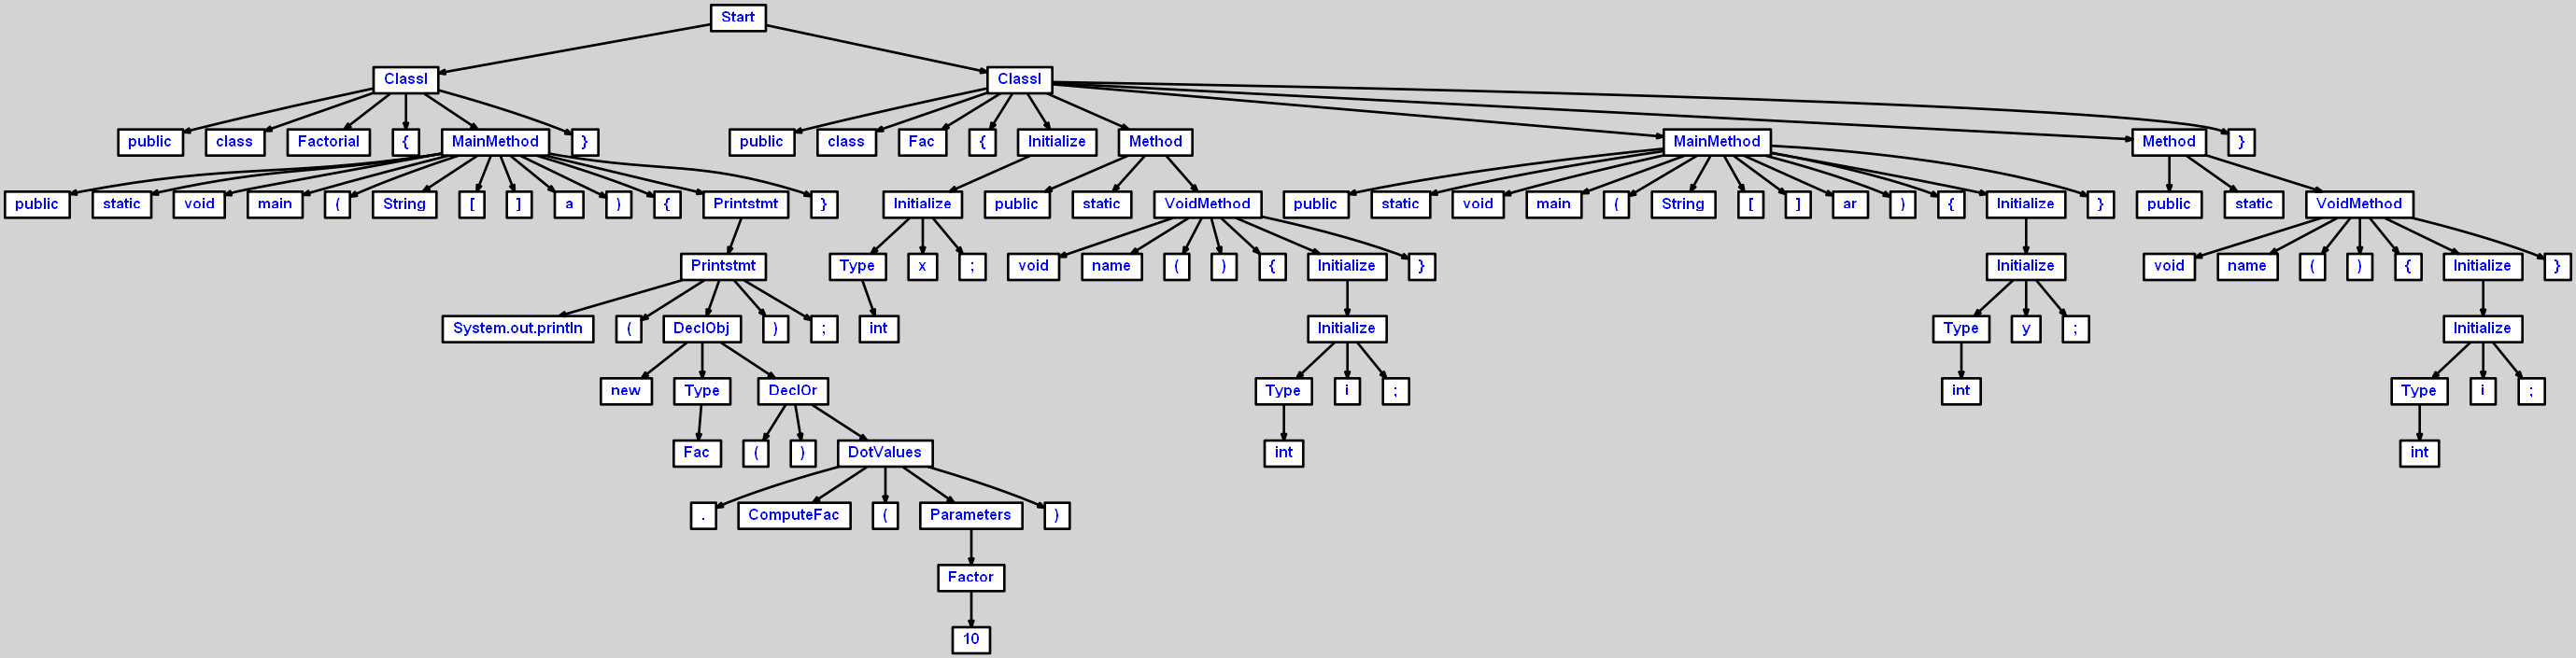 Start
ClassI ClassI
public class Factorial { MainMethod } public class Fac { Initialize Method MainMethod Method }
public static void main ( String [ ] a ) { Printstmt } Initialize public static VoidMethod public static void main ( String [ ] ar ) { Initialize } public static VoidMethod
Printstmt Type x ; void name ( ) { Initialize } Initialize void name ( ) { Initialize }
System.out.println ( DeclObj ) ; int Initialize Type y ; Initialize
new Type DeclOr Type i ; int Type i ;
Fac ( ) DotValues int int
. ComputeFac ( Parameters )
Factor
10